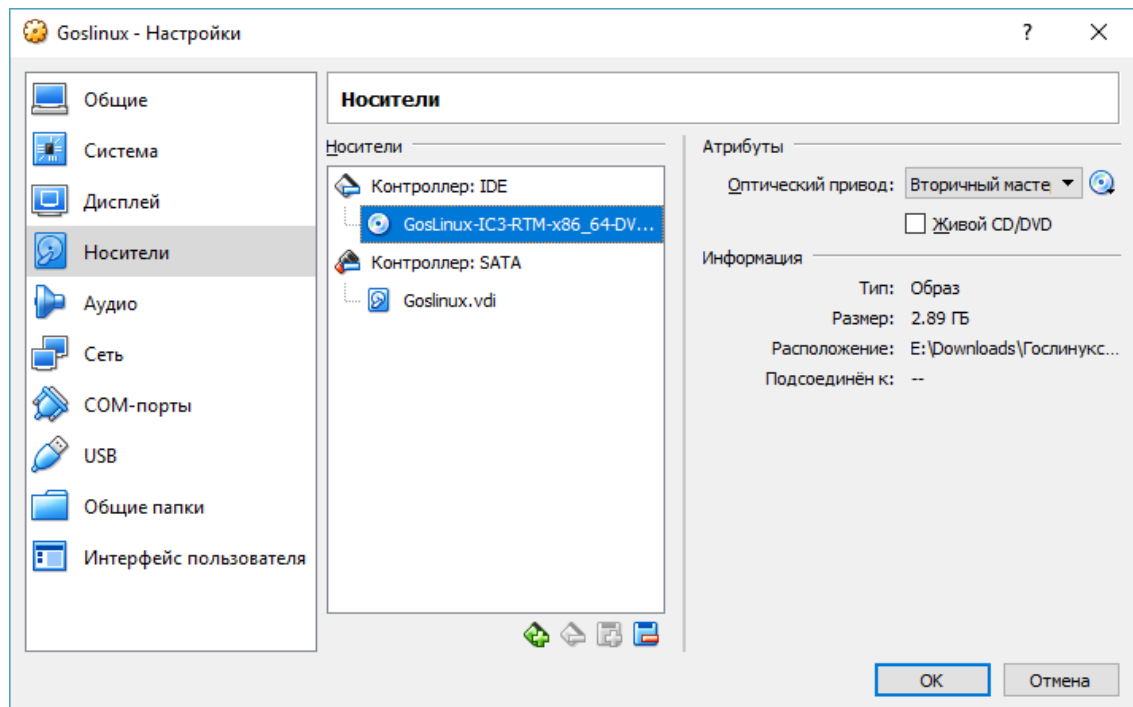 Goslinux - Настройки
?
Общие
Система
Дисплей
Носители
Аудио
Сеть
COM-порты
USB
Общие папки
Интерфейс пользователя
Носители
Носители
Контроллер: IDE
GosLinux-IC3-RTM-x86_64-DV...
Контроллер: SATA
Goslinux.vdi
Атрибуты
Оптический привод: Вторичный масте
Живой CD/DVD
Информация
Тип: Образ
Размер: 2.89 ГБ
Расположение: E:\Downloads\Гослинукс...
Подсоединён к: --
OK
Отмена